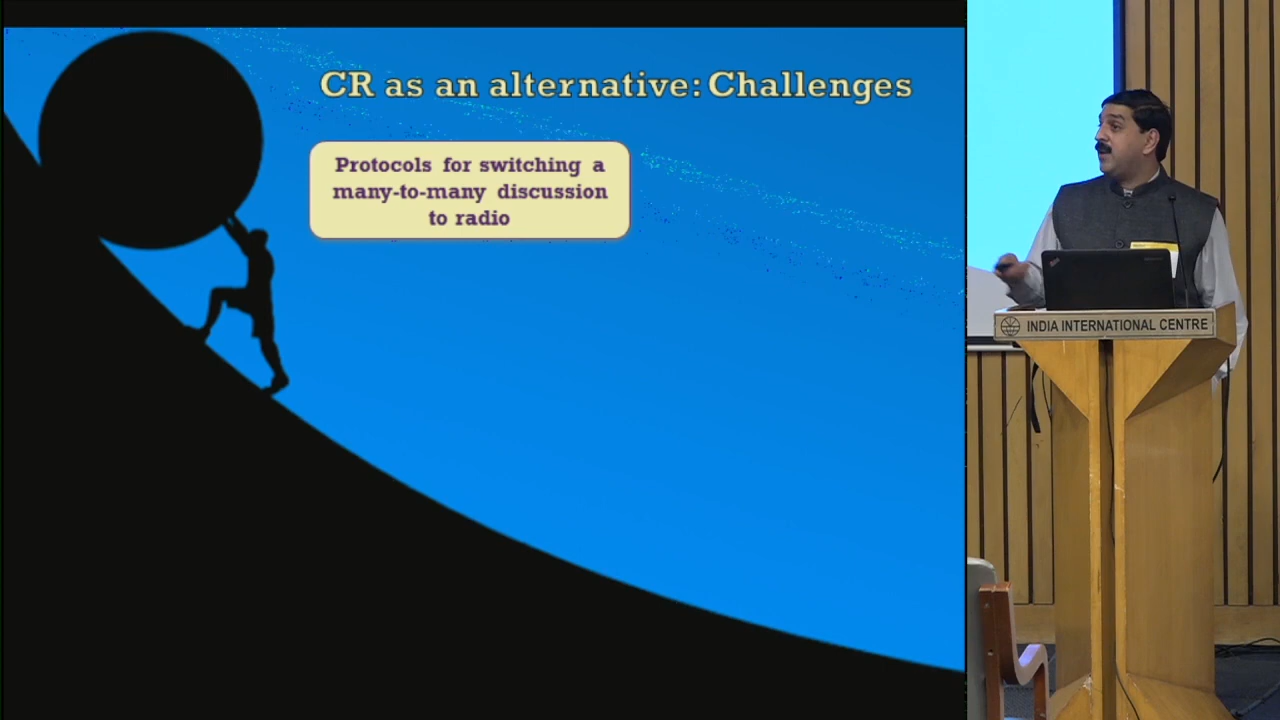 CR as an alternative: Challenges
Protocols for switching a
many-to-many discussion
to radio
INDIA INTERNATIONAL CENTRE